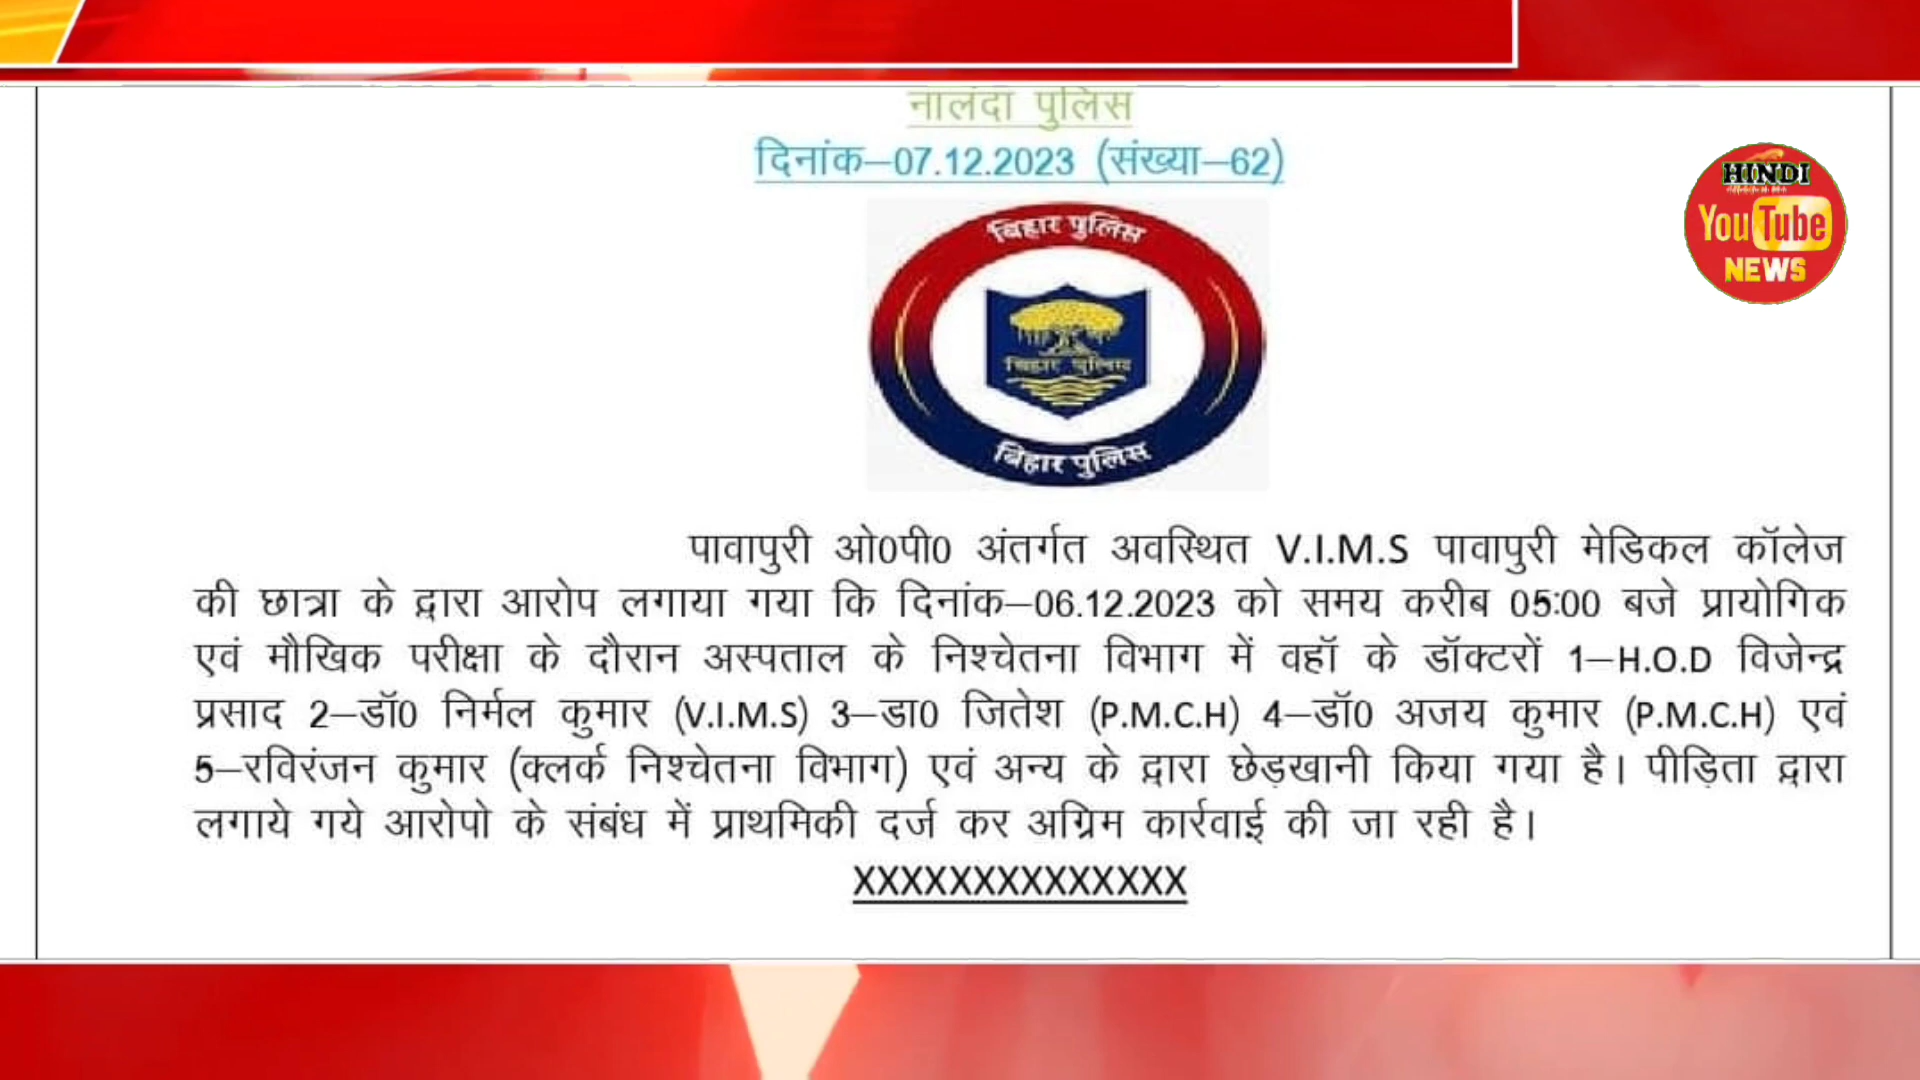 नालंदा पुलिस
दिनांक–07.12.2023 (संख्या–62)
बिहार पुलिस
बिहार पुलिस
बिहार पुलिस
HINDI
YouTube
NEWS
पावापुरी ओ0पी0 अंतर्गत अवस्थित V.I.M.S पावापुरी मेडिकल कॉलेज
की छात्रा के द्वारा आरोप लगाया गया कि दिनांक–06.12.2023 को समय करीब 05:00 बजे प्रायोगिक
एवं मौखिक परीक्षा के दौरान अस्पताल के निश्चेतना विभाग में वहॉ के डॉक्टरों 1–H.O.D विजेन्द्र
प्रसाद 2–डॉ0 निर्मल कुमार (V.I.M.S) 3–डा0 जितेश (P.M.C.H) 4–डॉ0 अजय कुमार (P.M.C.H) एवं
5–रविरंजन कुमार (क्लर्क निश्चेतना विभाग) एवं अन्य के द्वारा छेड़खानी किया गया है। पीड़िता द्वारा
लगाये गये आरोपो के संबंध में प्राथमिकी दर्ज कर अग्रिम कार्रवाई की जा रही है।
XXXXXXXXXXXXXX